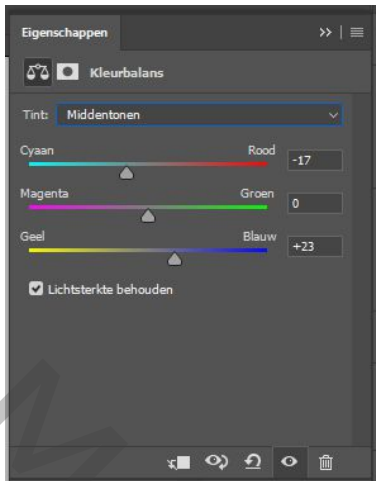 Eigenschappen
Kleurbalans
Tint: Middentonen
Cyaan Rood -17
Magenta Groen 0
Geel Blauw +23
Lichtsterkte behouden